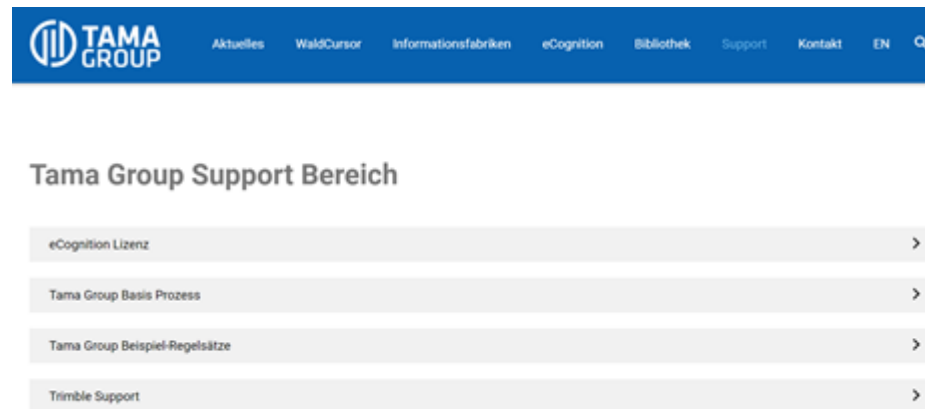 TAMA
GROUP
Aktuelles WaldCursor Informationsfabriken eCognition Bibliothek Support Kontakt EN
Tama Group Support Bereich
eCognition Lizenz
Tama Group Basis Prozess
Tama Group Beispiel-Regelsätze
Trimble Support